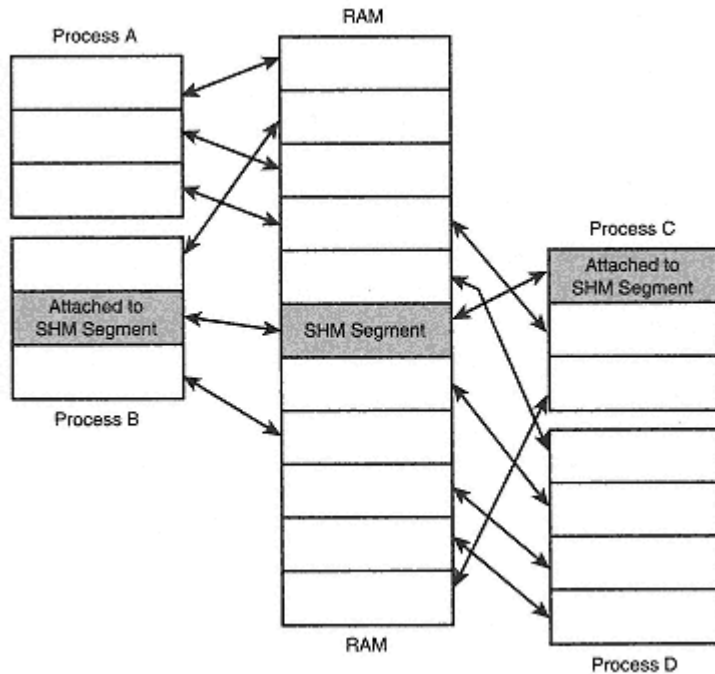 RAM
Process A
Process C
Attached to
SHM Segment
Attached to
SHM Segment
SHM Segment
Process B
RAM
Process D